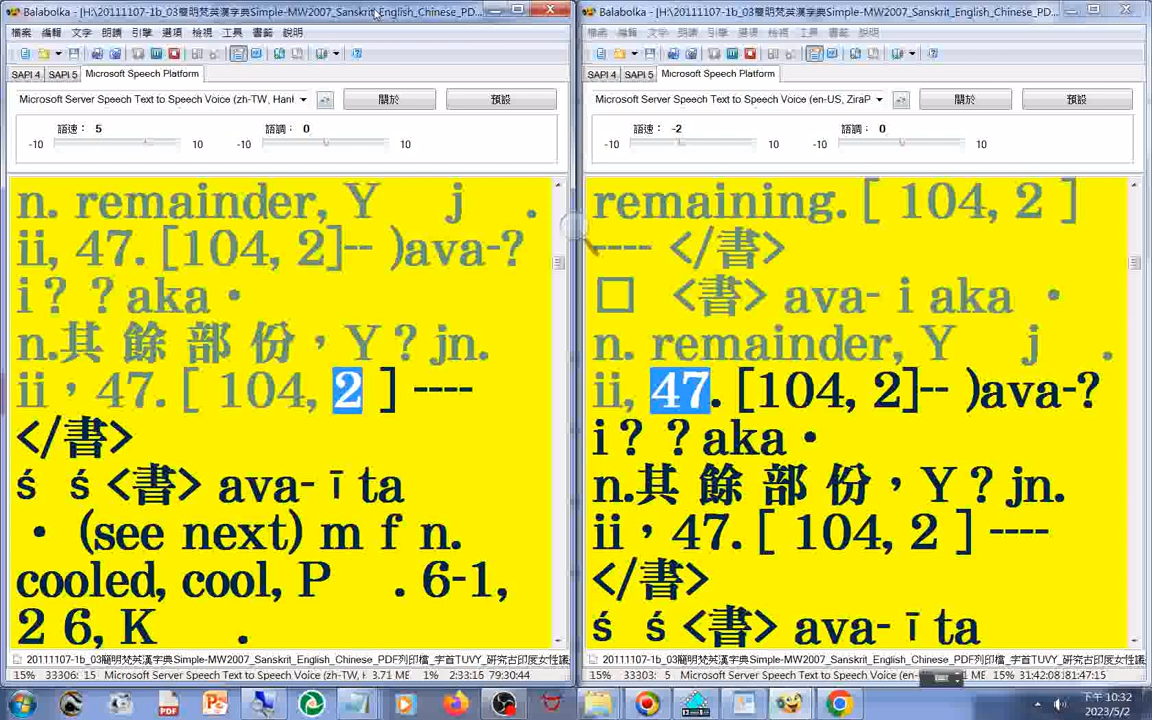 Balabolka - [H:\20111107-1b_03簡明梵英漢字典Simple-MW2007_Sanskrit_English_Chinese_PD...
檔案 編輯 文字 朗讀 引擎 選項 檢視 工具 書籤 說明
SAPI 4 SAPI 5 Microsoft Speech Platform
Microsoft Server Speech Text to Speech Voice (zh-TW, Hanl
關於 預設
語速： 5 語調： 0
-10 10 -10 10
n. remainder, Y j .
ii, 47. [104, 2]-- )ava-?
i？？aka・
n.其 餘 部 份，Y？jn.
ii，47. [ 104, 2 ] ----
</書>
ś ś <書> ava- ī ta
・ (see next) m f n.
cooled, cool, P . 6-1,
2 6, K .
20111107-1b_03簡明梵英漢字典Simple-MW2007_Sanskrit_English_Chinese_PDF列印檔_字首TUVY_研究古印度女性議
15% 33306: 15 Microsoft Server Speech Text to Speech Voice (zh-TW, H 3.71 ME 1% 2:33:15 79:30:44
Balabolka - [H:\20111107-1b_03簡明梵英漢字典Simple-MW2007_Sanskrit_English_Chinese_PD...
檔案 編輯 文字 朗讀 引擎 選項 檢視 工具 書籤 說明
SAPI 4 SAPI 5 Microsoft Speech Platform
Microsoft Server Speech Text to Speech Voice (en-US, ZiraP
關於 預設
語速： -2 語調： 0
-10 10 -10 10
remaining. [ 104, 2 ]
---- </書>
□ <書> ava- i aka ・
n. remainder, Y j .
ii, 47. [104, 2]-- )ava-?
i？？aka・
n.其 餘 部 份，Y？jn.
ii，47. [ 104, 2 ] ----
</書>
ś ś <書> ava- ī ta
20111107-1b_03簡明梵英漢字典Simple-MW2007_Sanskrit_English_Chinese_PDF列印檔_字首TUVY_研究古印度女性議
15% 33303: 5 Microsoft Server Speech Text to Speech Voice (en-US 15% 31:42:08 181:47:15
下午 10:32
2023/5/2